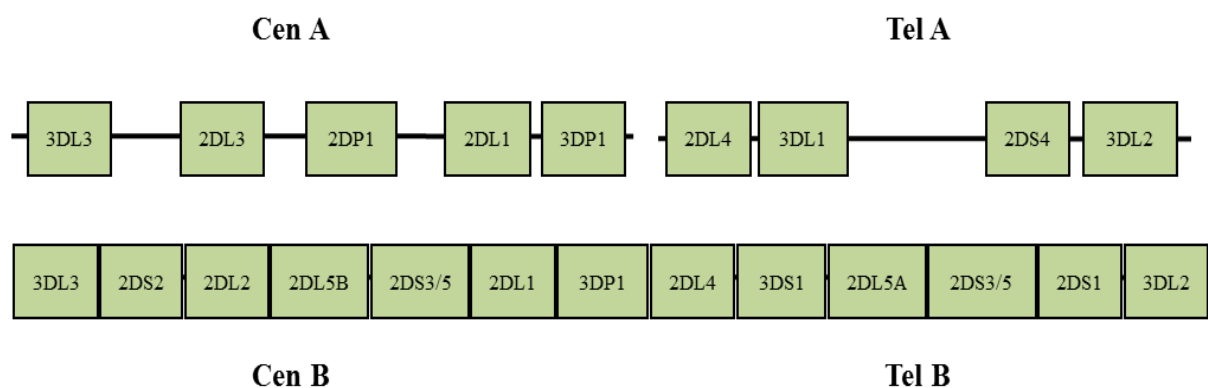 Cen A Tel A
3DL3 2DL3 2DP1 2DL1 3DP1 2DL4 3DL1 2DS4 3DL2
3DL3 2DS2 2DL2 2DL5B 2DS3/5 2DL1 3DP1 2DL4 3DS1 2DL5A 2DS3/5 2DS1 3DL2
Cen B Tel B